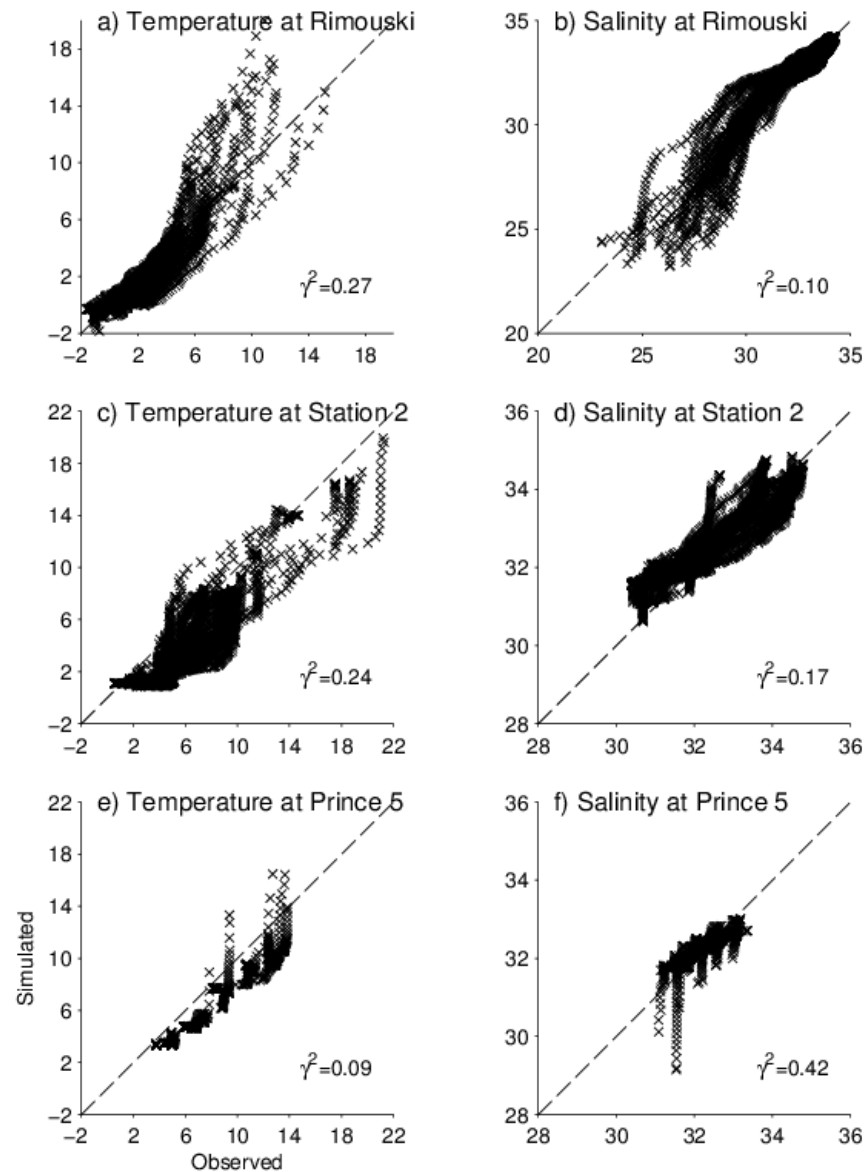 a) Temperature at Rimouski
18
14
10
6
2
−2
γ²=0.27
−2 2 6 10 14 18
b) Salinity at Rimouski
35
30
25
20
γ²=0.10
20 25 30 35
c) Temperature at Station 2
22
18
14
10
6
2
−2
γ²=0.24
−2 2 6 10 14 18 22
d) Salinity at Station 2
36
34
32
30
28
γ²=0.17
28 30 32 34 36
e) Temperature at Prince 5
22
18
14
10
6
2
−2
γ²=0.09
−2 2 6 10 14 18 22
Simulated
Observed
f) Salinity at Prince 5
36
34
32
30
28
γ²=0.42
28 30 32 34 36